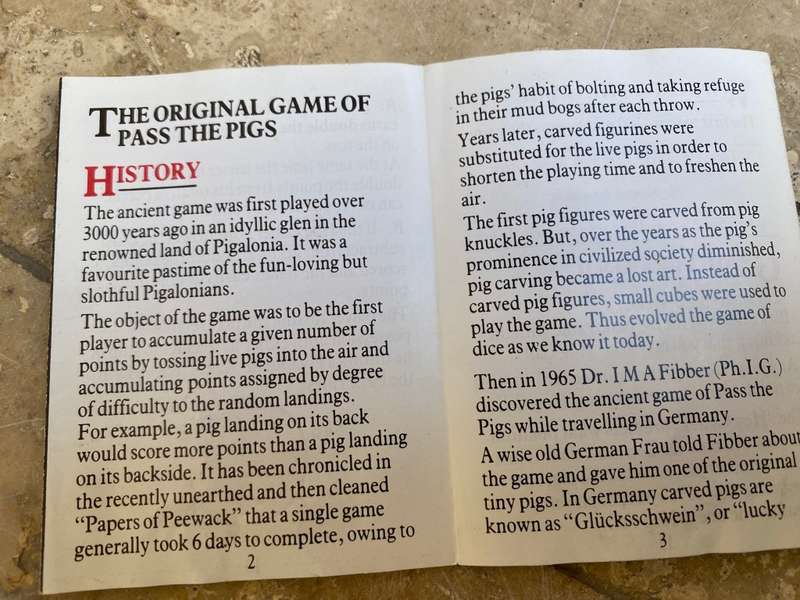 THE ORIGINAL GAME OF
PASS THE PIGS
HISTORY
The ancient game was first played over
3000 years ago in an idyllic glen in the
renowned land of Pigalonia. It was a
favourite pastime of the fun-loving but
slothful Pigalonians.
The object of the game was to be the first
player to accumulate a given number of
points by tossing live pigs into the air and
accumulating points assigned by degree
of difficulty to the random landings.
For example, a pig landing on its back
would score more points than a pig landing
on its backside. It has been chronicled in
the recently unearthed and then cleaned
“Papers of Peewack” that a single game
generally took 6 days to complete, owing to
2
the pigs’ habit of bolting and taking refuge
in their mud bogs after each throw.
Years later, carved figurines were
substituted for the live pigs in order to
shorten the playing time and to freshen the
air.
The first pig figures were carved from pig
knuckles. But, over the years as the pig’s
prominence in civilized society diminished,
pig carving became a lost art. Instead of
carved pig figures, small cubes were used to
play the game. Thus evolved the game of
dice as we know it today.
Then in 1965 Dr. I M A Fibber (Ph.I.G.)
discovered the ancient game of Pass the
Pigs while travelling in Germany.
A wise old German Frau told Fibber about
the game and gave him one of the original
tiny pigs. In Germany carved pigs are
known as “Glücksschwein”, or “lucky
3